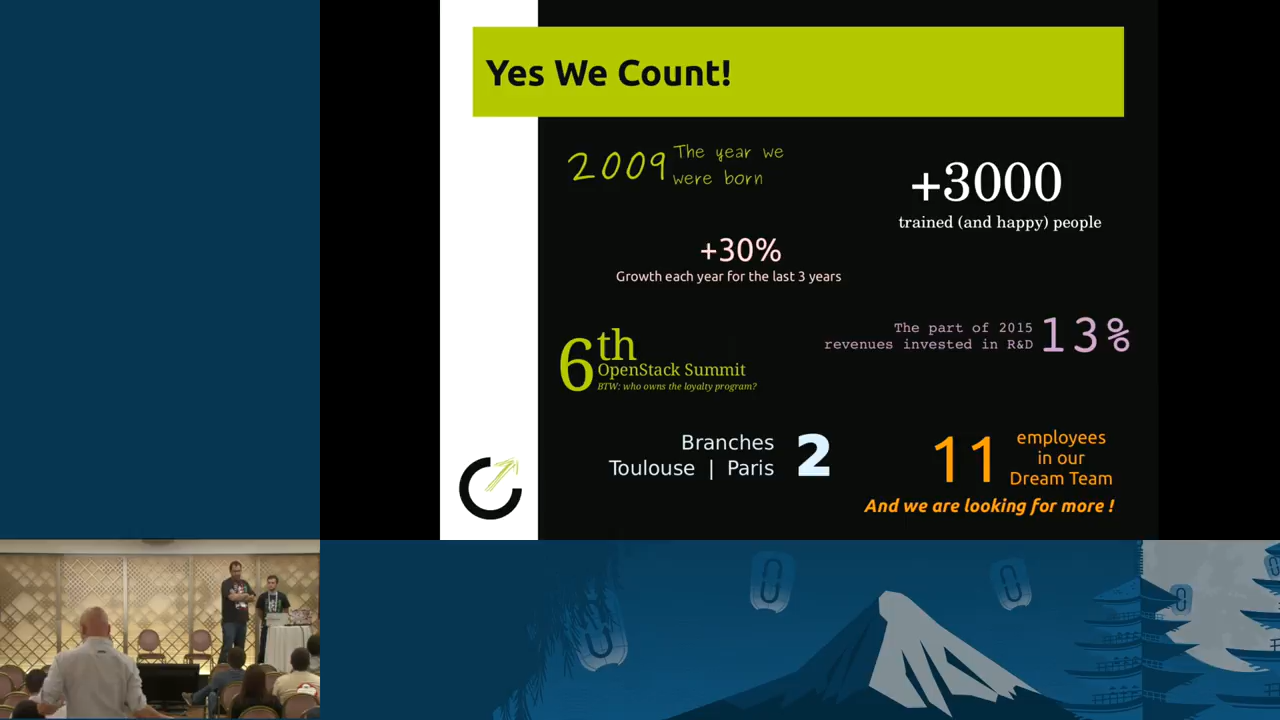 Yes We Count!
2009 The year we
were born
+3000
trained (and happy) people
+30%
Growth each year for the last 3 years
The part of 2015
revenues invested in R&D 13%
6th
OpenStack Summit
BTW: who owns the loyalty program?
Branches
Toulouse | Paris 2
11 employees
in our
Dream Team
And we are looking for more !